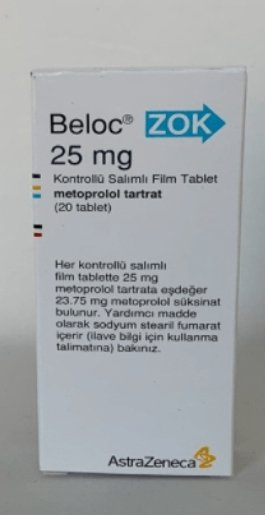 Beloc® ZOK
25 mg
Kontrollü Salımlı Film Tablet
metoprolol tartrat
(20 tablet)
Her kontrollü salımlı
film tablette 25 mg
metoprolol tartrata eşdeğer
23.75 mg metoprolol süksinat
bulunur. Yardımcı madde
olarak sodyum stearil fumarat
içerir (ilave bilgi için kullanma
talimatına) bakınız.
AstraZeneca